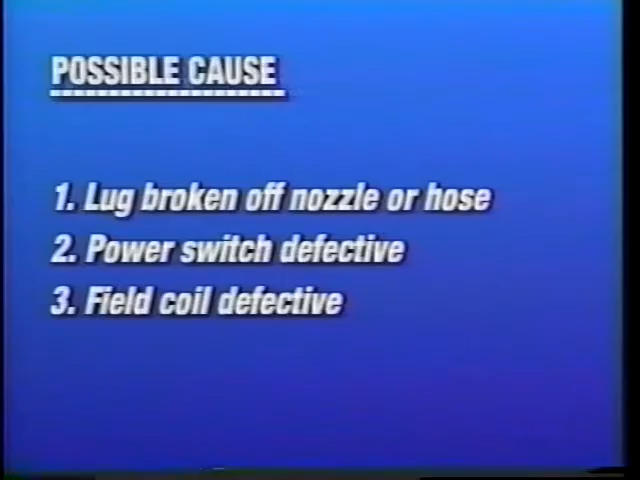 POSSIBLE CAUSE
1. Lug broken off nozzle or hose
2. Power switch defective
3. Field coil defective